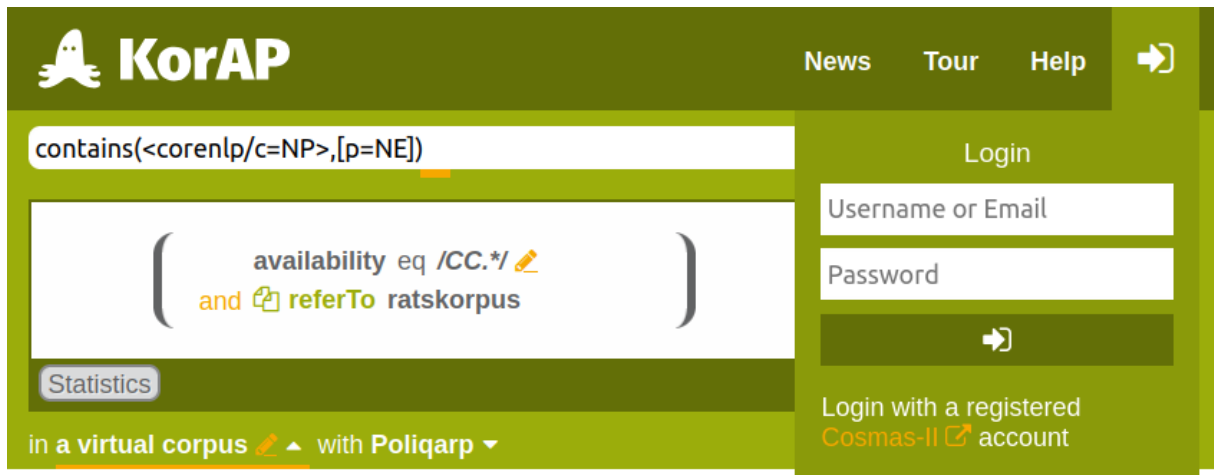 KorAP
News Tour Help
contains(<corenlp/c=NP>,[p=NE])
Login
Username or Email
Password
availability eq /CC.*/
and referTo ratskorpus
Statistics
Login with a registered
Cosmas-II account
in a virtual corpus with Poliqarp